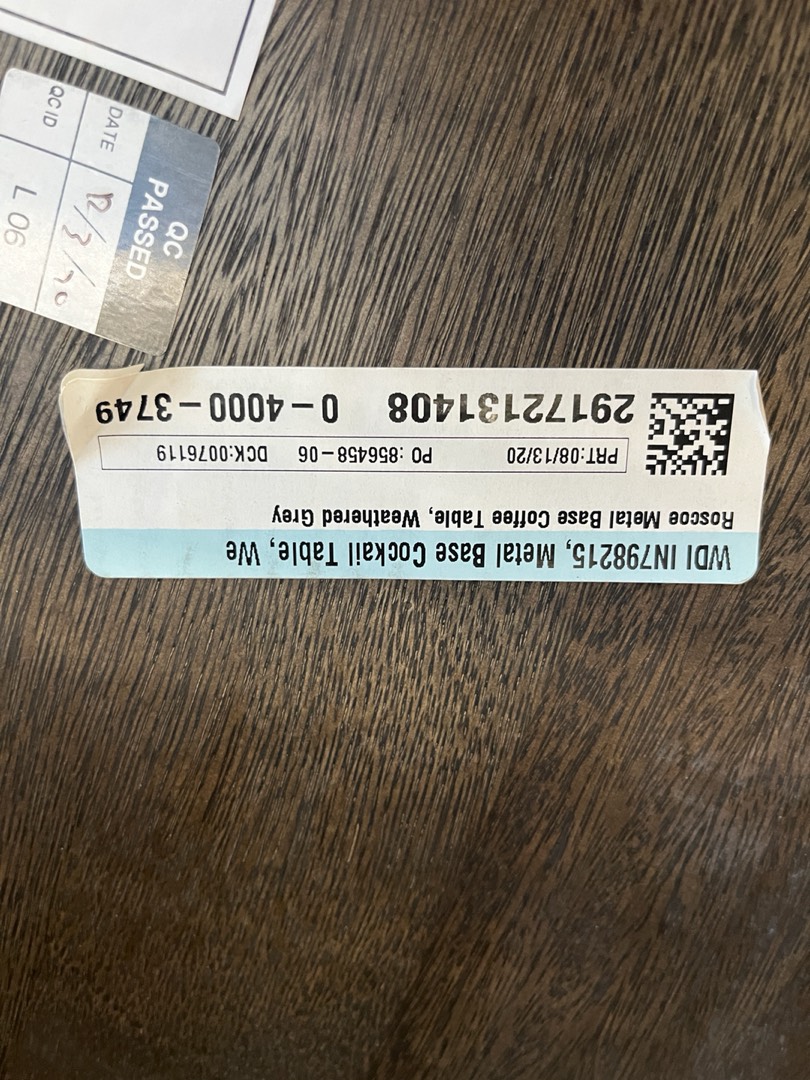 WDI IN798215, Metal Base Cockail Table, We
Roscoe Metal Base Coffee Table, Weathered Grey
PRT:08/13/20 PO :856458-06 DCK:0076119
29172131408 0-4000-3749
QC
PASSED
DATE
QC ID L 06